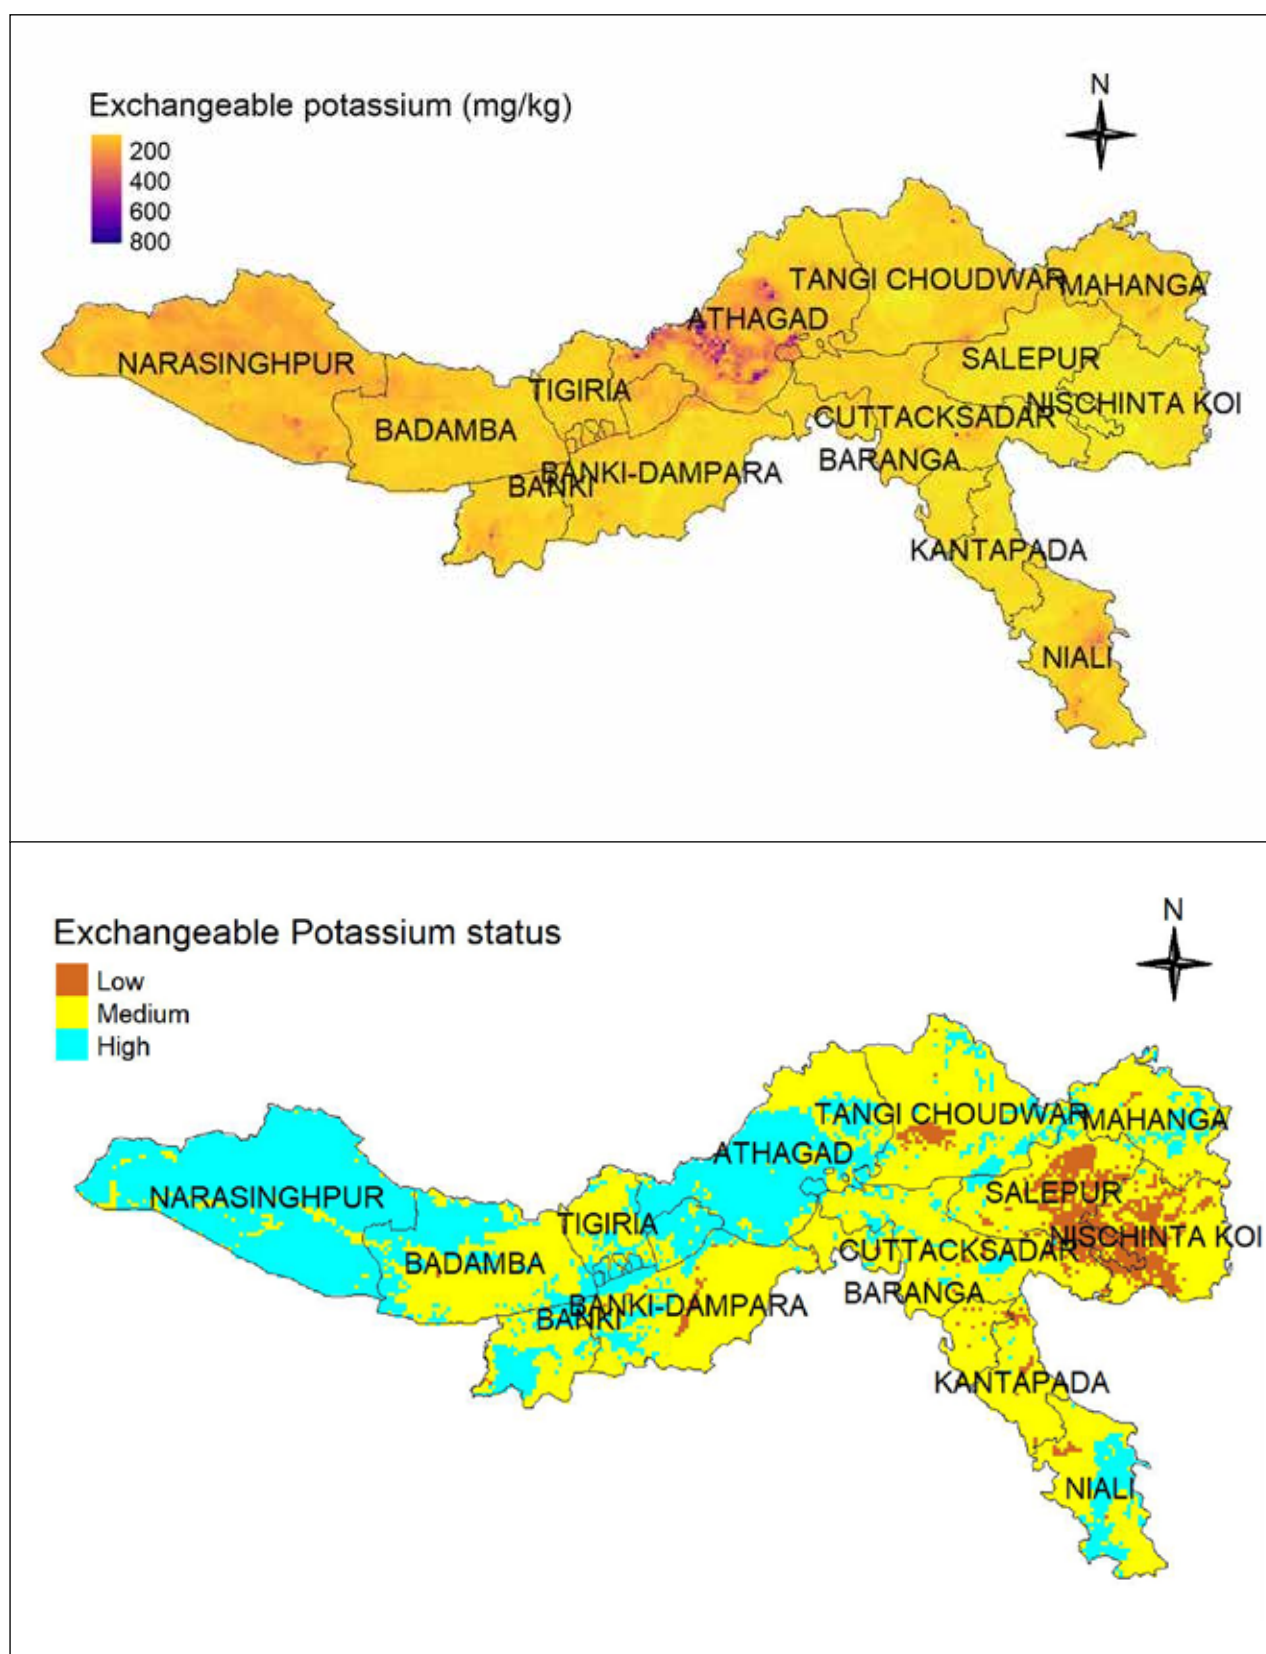 N
Exchangeable potassium (mg/kg)
200
400
600
800
TANGI CHOUDWAR
MAHANGA
ATHAGAD
NARASINGHPUR
SALEPUR
TIGIRIA
NISCHINTA KOI
BADAMBA
CUTTACKSADAR
BARANGA
BANKI-DAMPARA
BANKI
KANTAPADA
NIALI
N
Exchangeable Potassium status
Low
Medium
High
TANGI CHOUDWAR
MAHANGA
ATHAGAD
NARASINGHPUR
SALEPUR
TIGIRIA
NISCHINTA KOI
CUTTACKSADAR
BADAMBA
BARANGA
BANKI-DAMPARA
BANKI
KANTAPADA
NIALI